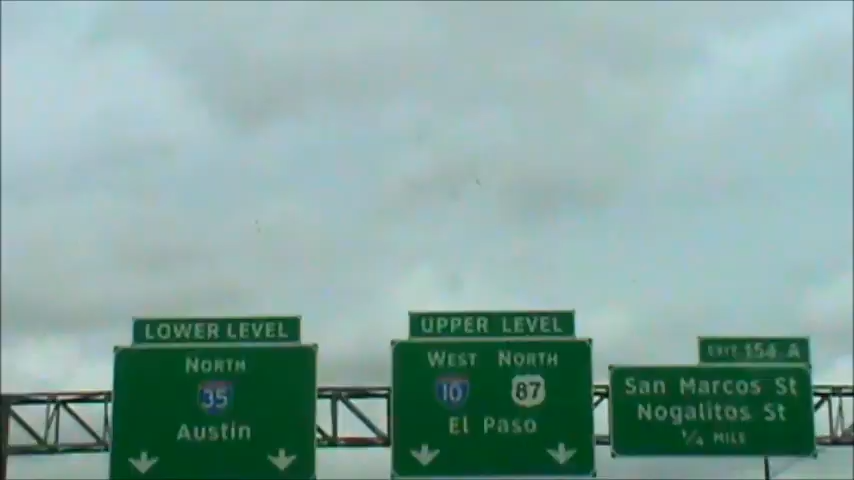 LOWER LEVEL
NORTH
35
Austin
UPPER LEVEL
WEST NORTH
10 87
El Paso
EXIT 154 A
San Marcos St
Nogalitos St
1/4 MILE